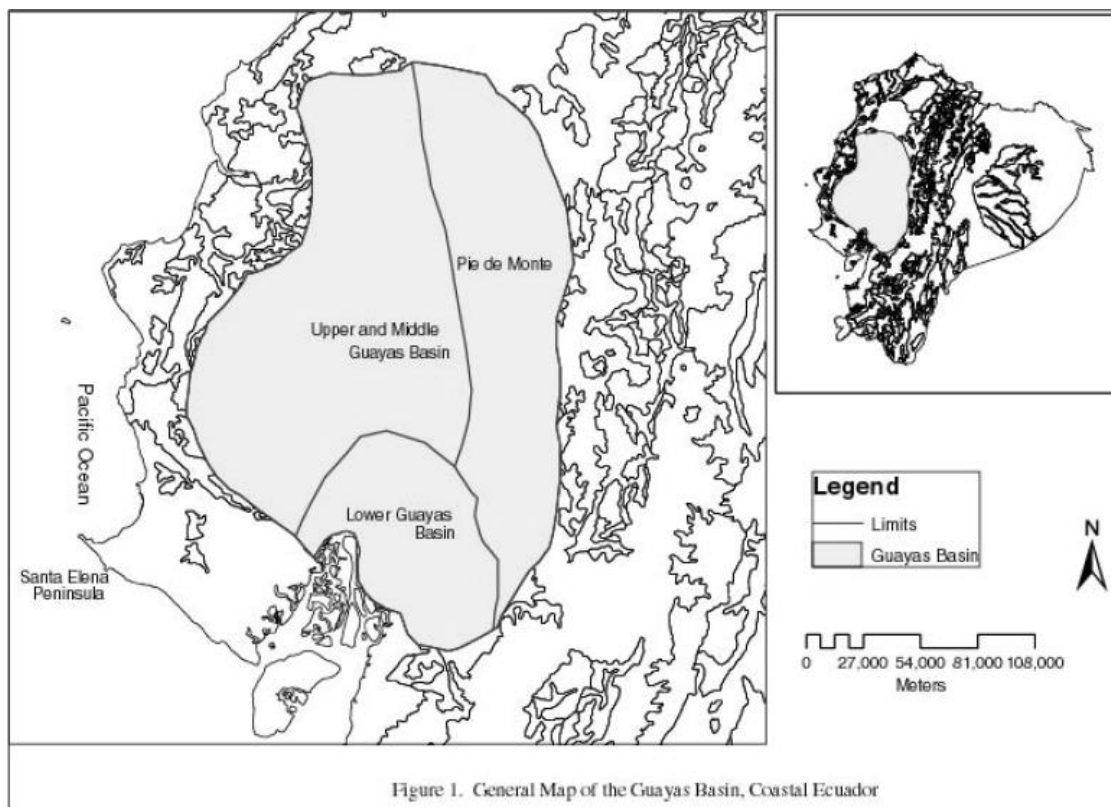 Pie de Monte
Upper and Middle
Guayas Basin
Pacific Ocean
Lower Guayas
Basin
Santa Elena
Peninsula
Legend
Limits
Guayas Basin
N
0 27,000 54,000 81,000 108,000
Meters
Figure 1. General Map of the Guayas Basin, Coastal Ecuador